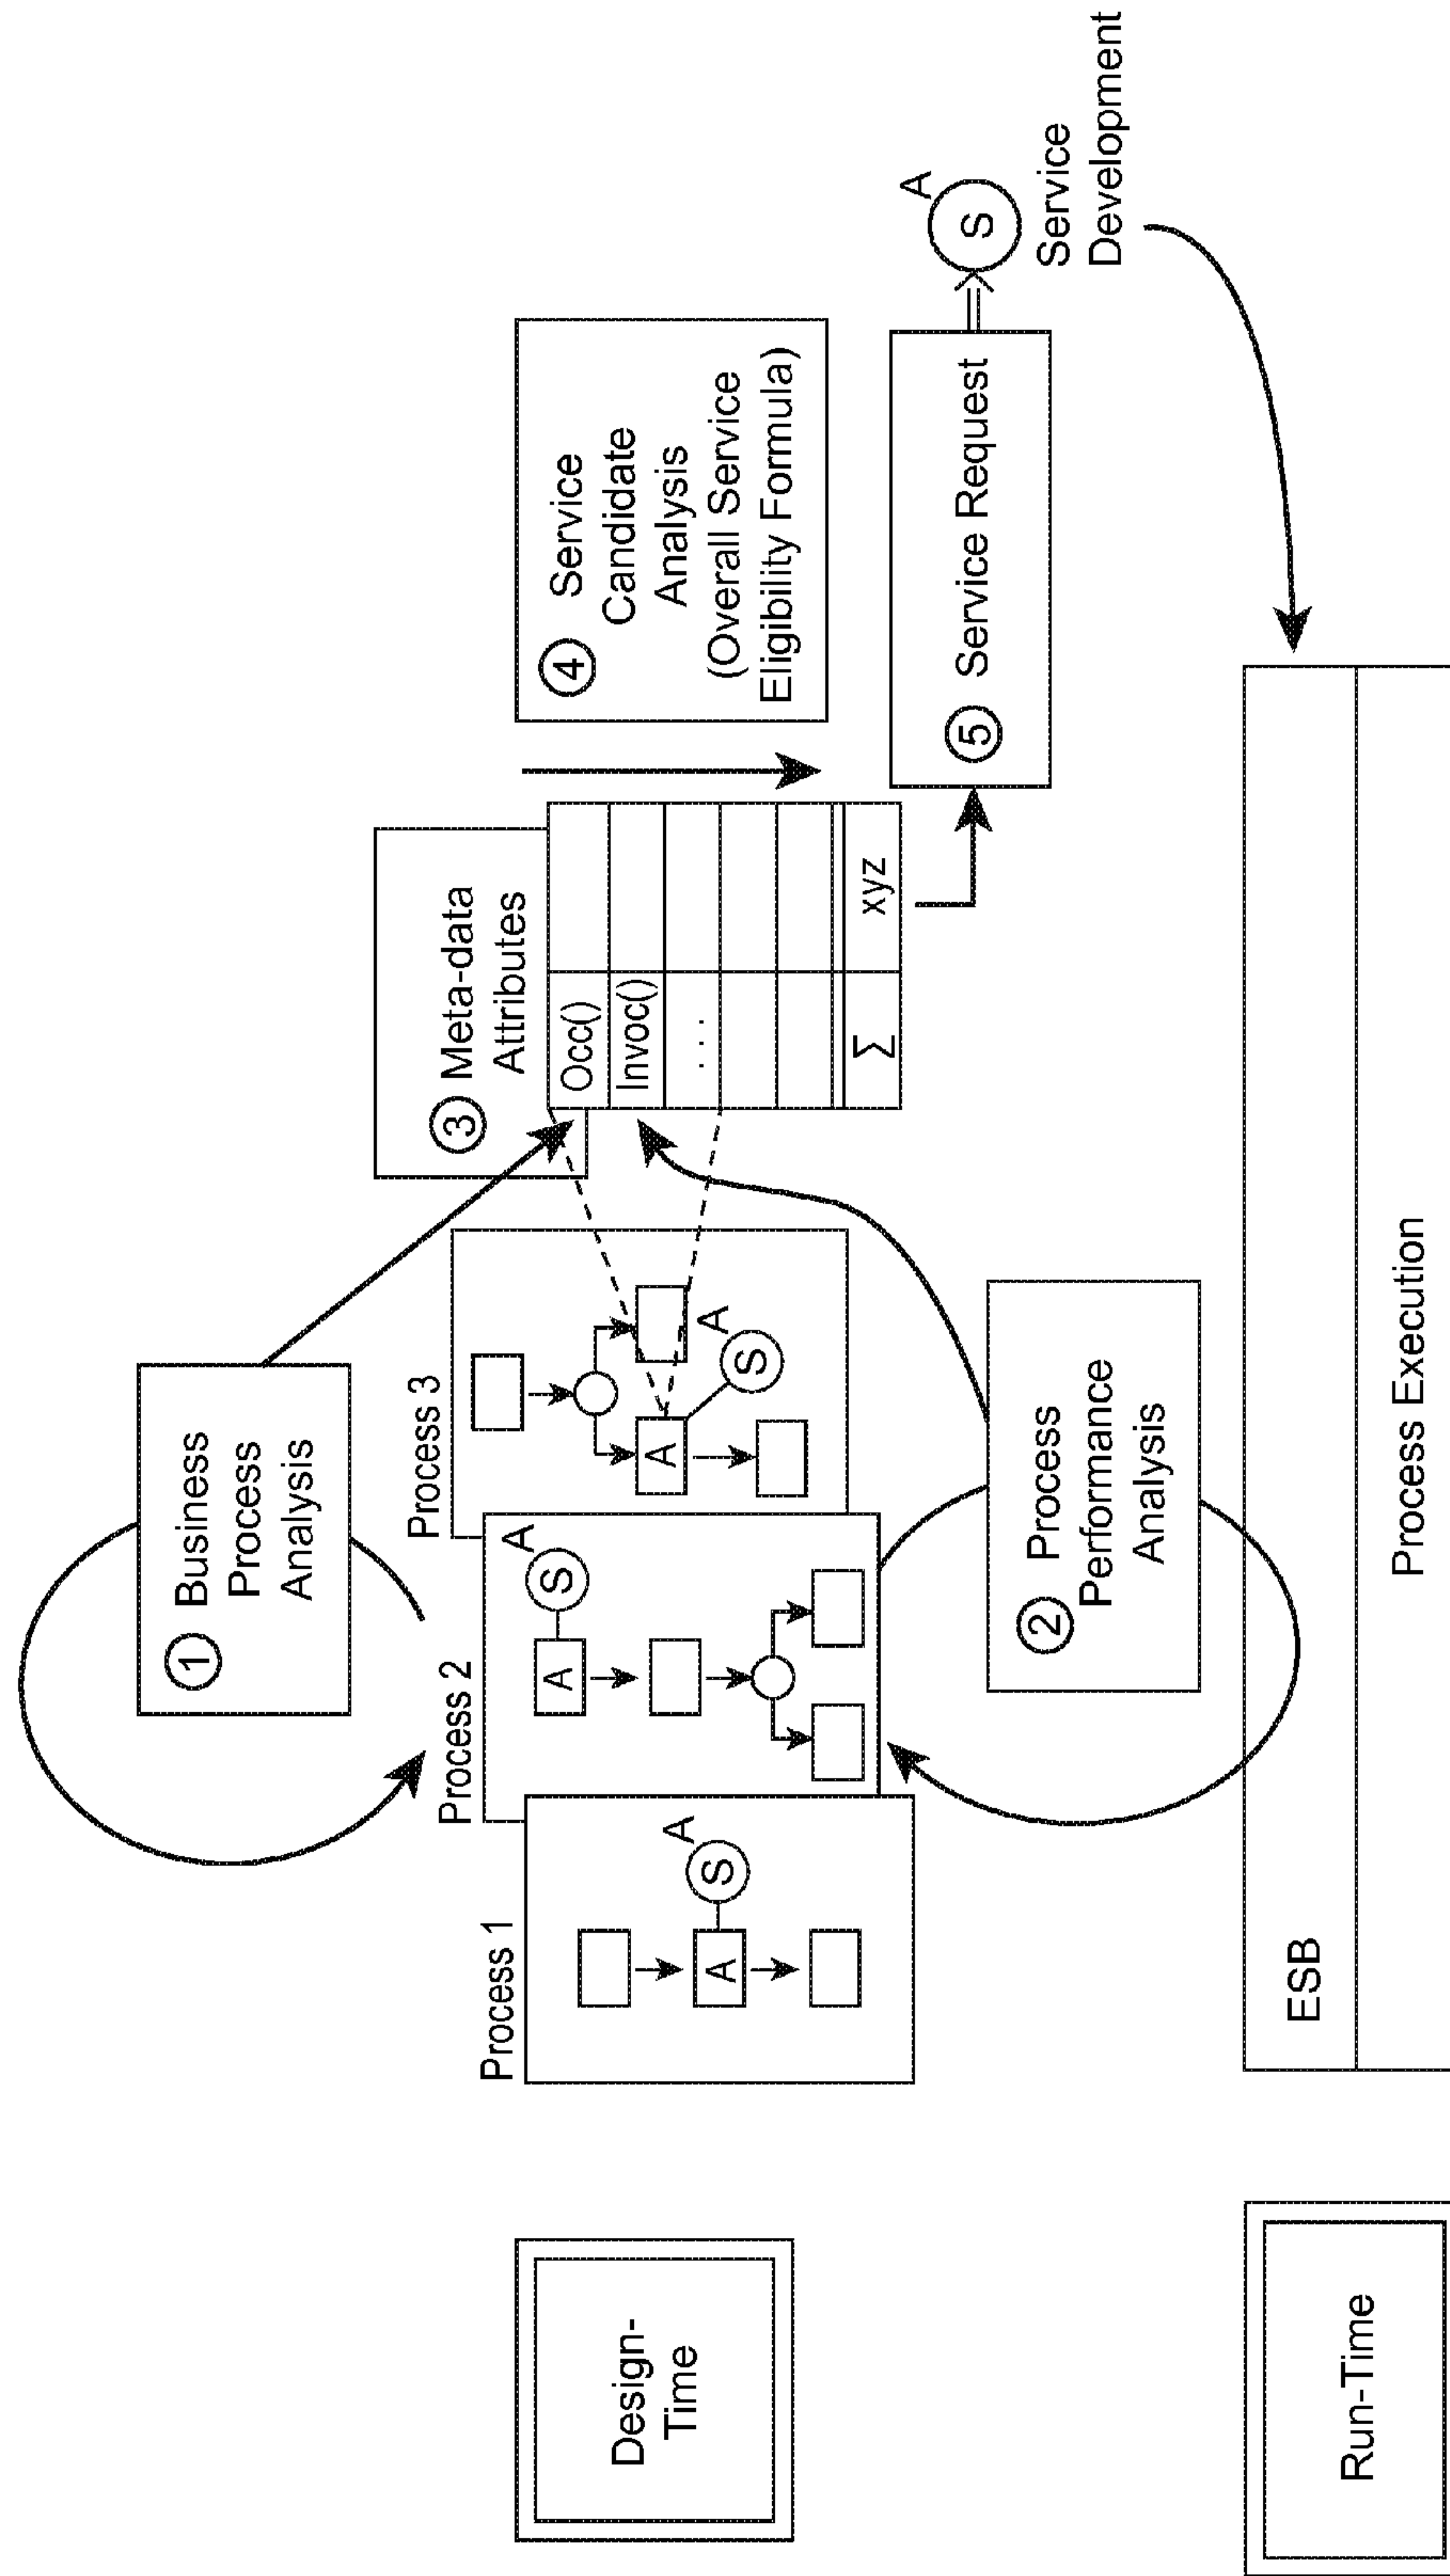 ① Business
Process
Analysis
Process 1
A
S
A
Process 2
A
S
A
Process 3
A
S
A
③ Meta-data
Attributes
Occ()
Invoc()
. . .
Σ
xyz
④ Service
Candidate
Analysis
(Overall Service
Eligibility Formula)
⑤ Service Request
S
A
Service
Development
② Process
Performance
Analysis
Design-
Time
ESB
Process Execution
Run-Time